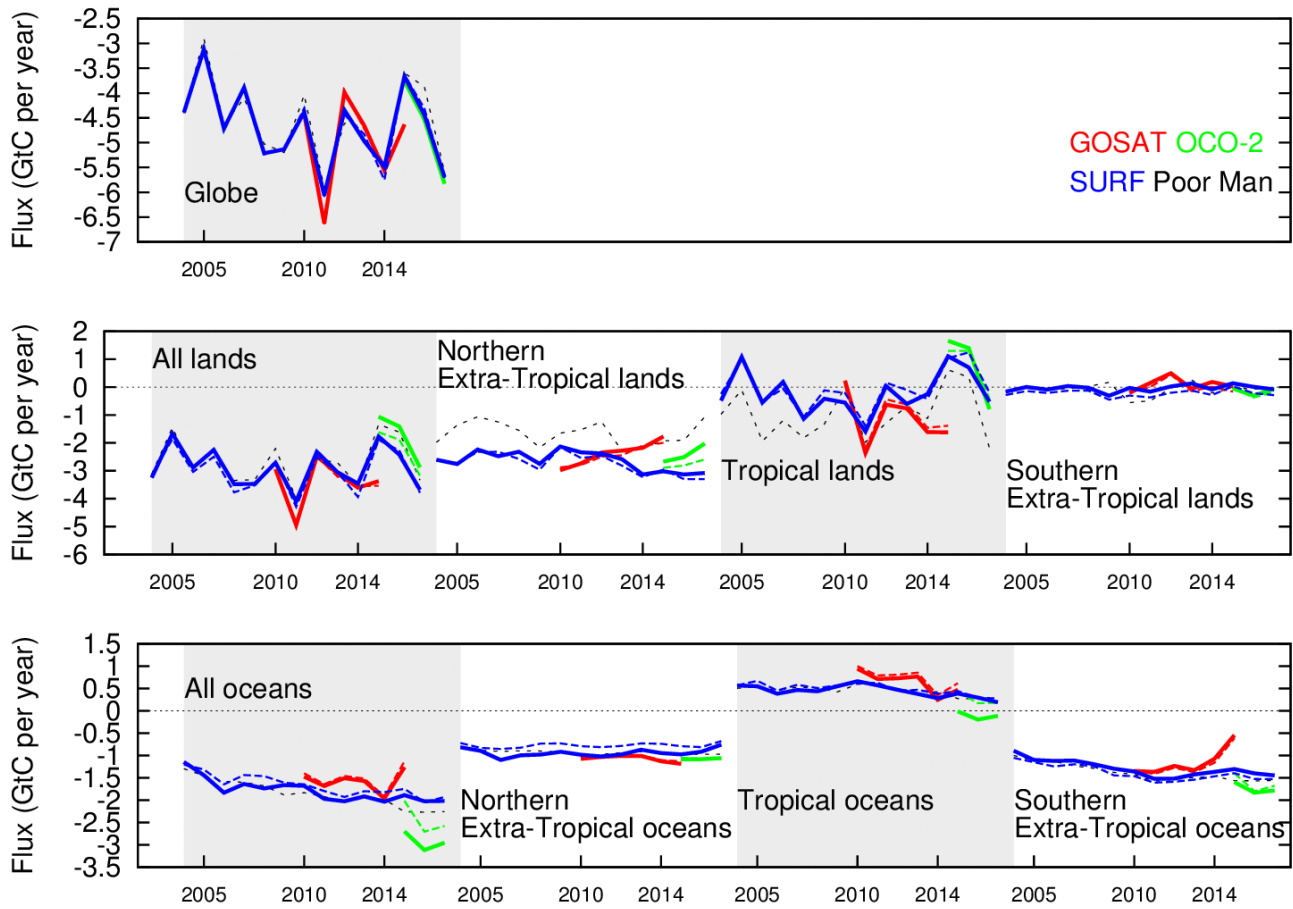 Flux (GtC per year)
-2.5
-3
-3.5
-4
-4.5
-5
-5.5
-6
-6.5
-7
Globe
GOSAT OCO-2
SURF Poor Man
2005 2010 2014
Flux (GtC per year)
2
1
0
-1
-2
-3
-4
-5
-6
All lands
Northern
Extra-Tropical lands
Tropical lands
Southern
Extra-Tropical lands
2005 2010 2014 2005 2010 2014 2005 2010 2014 2005 2010 2014
Flux (GtC per year)
1.5
1
0.5
0
-0.5
-1
-1.5
-2
-2.5
-3
-3.5
All oceans
Northern
Extra-Tropical oceans
Tropical oceans
Southern
Extra-Tropical oceans
2005 2010 2014 2005 2010 2014 2005 2010 2014 2005 2010 2014